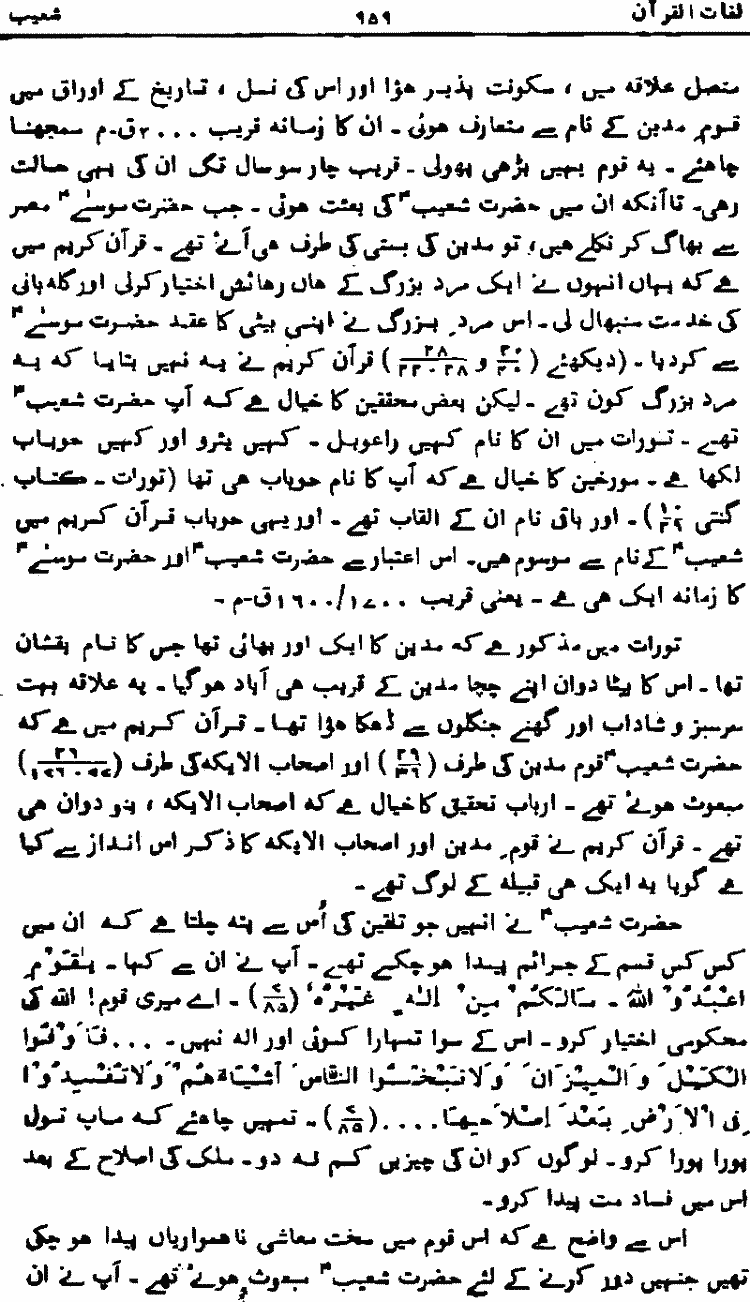 لغات القرآن ۹۵۹ شعیب
متصل علاقہ میں ، سکونت پذیر ہؤا اور اس کی نسل ، تاریخ کے اوراق میں
قوم ِ مدین کے نام سے متعارف ہوئی ۔ ان کا زمانہ قریب ۲۰۰۰ق-م سمجھنا
چاہئے ۔ یہ قوم یہیں بڑھی پھولی ۔ قریب چار سو سال تک ان کی یہی حالت
رہی۔ تاآنکہ ان میں حضرت شعیب ؑ کی بعثت ہوئی ۔ جب حضرت موسیٰ ؑ مصر
سے بھاگ کر نکلے ہیں، تو مدین کی بستی کی طرف ہی آئے تھے ۔ قرآن کریم میں
ہے کہ یہاں انہوں نے ایک مرد بزرگ کے ہاں رہائش اختیار کرلی اور گلہ بانی
کی خدمت سنبھال لی ۔ اس مرد ِ بزرگ نے اپنی بیٹی کا عقد حضرت موسیٰ ؑ
سے کردیا ۔ (دیکھئے (۲۰/۴۰ و ۲۸/۲۲-۲۸) قرآن کریم نے یہ نہیں بتایا کہ یہ
مرد بزرگ کون تھے ۔ لیکن بعض محققین کا خیال ہے کہ آپ حضرت شعیب ؑ
تھے ۔ تورات میں ان کا نام کہیں راعوبل ۔ کہیں یثرو اور کہیں حوباب
لکھا ہے ۔ مورخین کا خیال ہے کہ آپ کا نام حوباب ہی تھا (تورات ۔ کتاب
گنتی ۱۰/۲۹) ۔ اور باقی نام ان کے القاب تھے ۔ اور یہی حوباب قرآن کریم میں
شعیب ؑ کے نام سے موسوم ہیں۔ اس اعتبار سے حضرت شعیب ؑ اور حضرت موسیٰ ؑ
کا زمانہ ایک ہی ہے ۔ یعنی قریب ۱۶۰۰/۱۷۰۰ ق-م ۔
تورات میں مذکور ہے کہ مدین کا ایک اور بھائی تھا جس کا نام یقشان
تھا ۔ اس کا بیٹا دوان اپنے چچا مدین کے قریب ہی آباد ہوگیا ۔ یہ علاقہ بہت
سرسبز و شاداب اور گھنے جنگلوں سے ڈھکا ہؤا تھا ۔ قرآن کریم میں ہے کہ
حضرت شعیب ؑ قوم مدین کی طرف (۲۹/۳۶) اور اصحاب الایکہ کی طرف (۲۶/۱۷۶-۷۷)
مبعوث ہوئے تھے ۔ ارباب تحقیق کا خیال ہے کہ اصحاب الایکہ ، بنو دوان ہی
تھے ۔ قرآن کریم نے قوم ِ مدین اور اصحاب الایکہ کا ذکر اس انداز سے کیا
ہے گویا یہ ایک ہی قبیلہ کے لوگ تھے ۔
حضرت شعیب ؑ نے انہیں جو تلقین کی اُس سے پتہ چلتا ہے کہ ان میں
کس کس قسم کے جرائم پیدا ہو چکے تھے ۔ آپ نے ان سے کہا ۔ یٰقَوْمِ
اعْبُدُوا اللہَ ۔ مَالَکُمْ مِنْ اِلٰہٍ غَیْرُہٗ (۷/۸۵) ۔ اے میری قوم! اللہ کی
محکومی اختیار کرو ۔ اس کے سوا تمہارا کوئی اور الہ نہیں ۔ ...فَاَوْفُوا
الْکَیْلَ وَالْمِیْزَانَ وَلَا تَبْخَسُوا النَّاسَ اَشْیَاءَھُمْ وَلَا تُفْسِدُوْا
فِی الْاَرْضِ بَعْدَ اِصْلَاحِھَا ....(۷/۸۵) ۔ تمہیں چاہئے کہ ماپ تول
پورا پورا کرو ۔ لوگوں کو ان کی چیزیں کم نہ دو ۔ ملک کی اصلاح کے بعد
اس میں فساد مت پیدا کرو ۔
اس سے واضح ہے کہ اس قوم میں سخت معاشی ناہمواریاں پیدا ہو چکی
تھیں جنہیں دور کرنے کے لئے حضرت شعیب ؑ مبعوث ہوئے تھے ۔ آپ نے ان